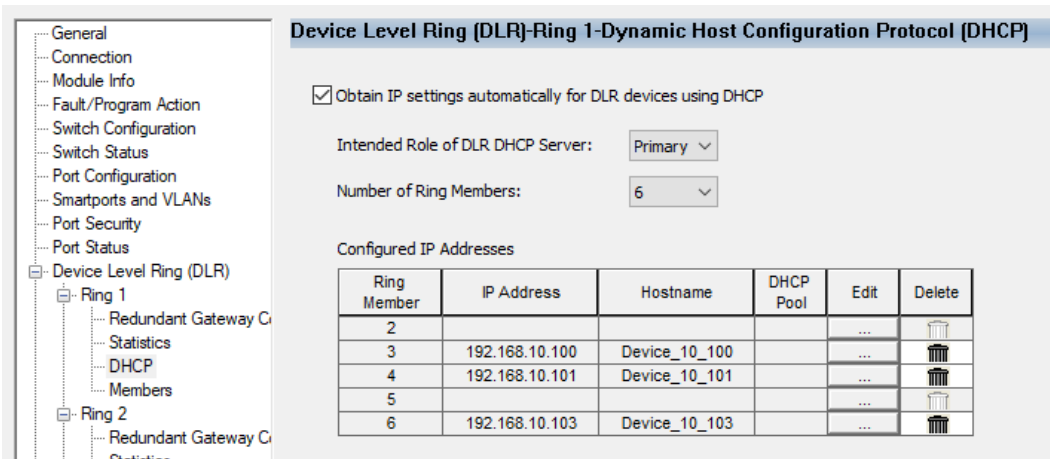 General
Connection
Module Info
Fault/Program Action
Switch Configuration
Switch Status
Port Configuration
Smartports and VLANs
Port Security
Port Status
Device Level Ring (DLR)
Ring 1
Redundant Gateway
Statistics
DHCP
Members
Ring 2
Redundant Gateway
Device Level Ring (DLR)-Ring 1-Dynamic Host Configuration Protocol (DHCP)
Obtain IP settings automatically for DLR devices using DHCP
Intended Role of DLR DHCP Server: Primary
Number of Ring Members: 6
Configured IP Addresses
Ring Member IP Address Hostname DHCP Pool Edit Delete
2 ...
3 192.168.10.100 Device_10_100 ...
4 192.168.10.101 Device_10_101 ...
5 ...
6 192.168.10.103 Device_10_103 ...